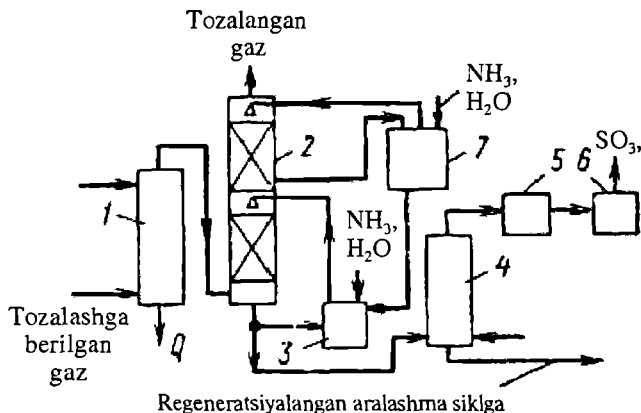 Tozalangan
gaz
NH₃,
H₂O
2
7
SO₃,
5
6
1
NH₃,
H₂O
4
Tozalashga
berilgan
gaz
Q
3
Regeneratsiyalangan aralashma siklga